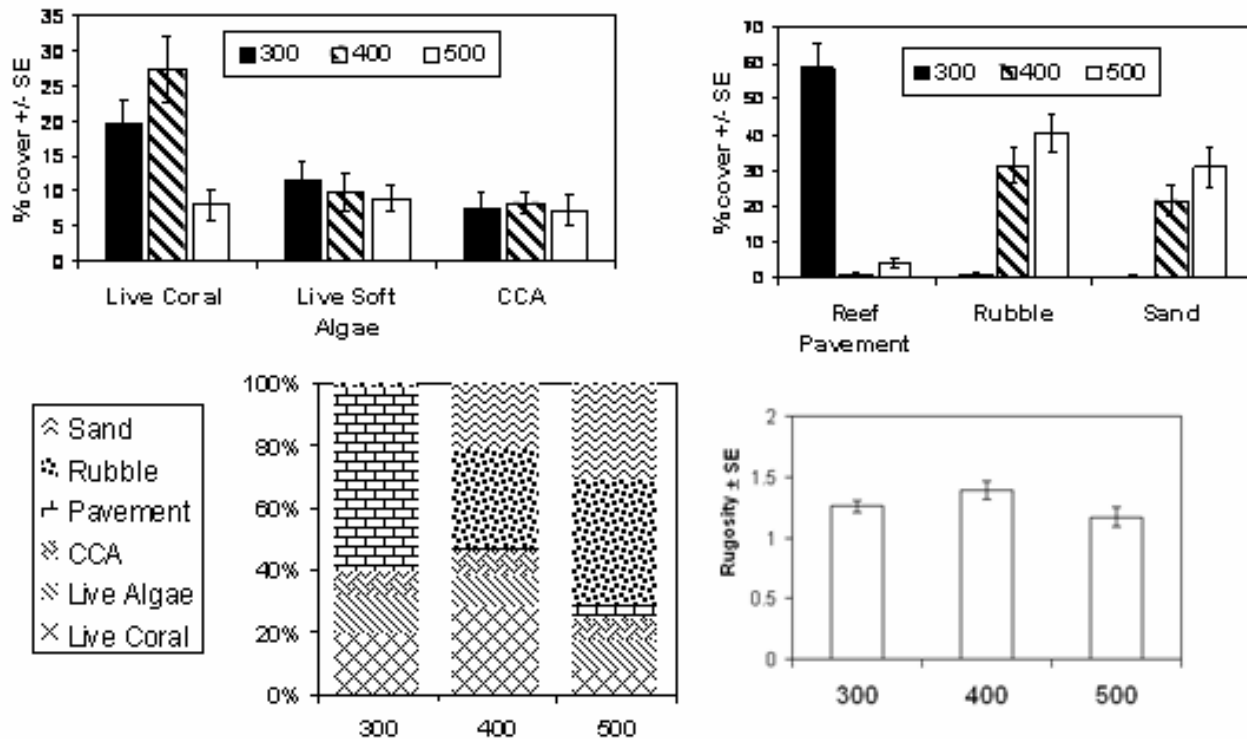 % cover +/- SE
35
30
25
20
15
10
5
0
300 400 500
Live Coral Live Soft CCA
Algae
% cover +/- SE
70
60
50
40
30
20
10
0
300 400 500
Reef Rubble Sand
Pavement
Sand
Rubble
Pavement
CCA
Live Algae
Live Coral
100%
80%
60%
40%
20%
0%
300 400 500
Rugosity ± SE
2
1.5
1
0.5
0
300 400 500